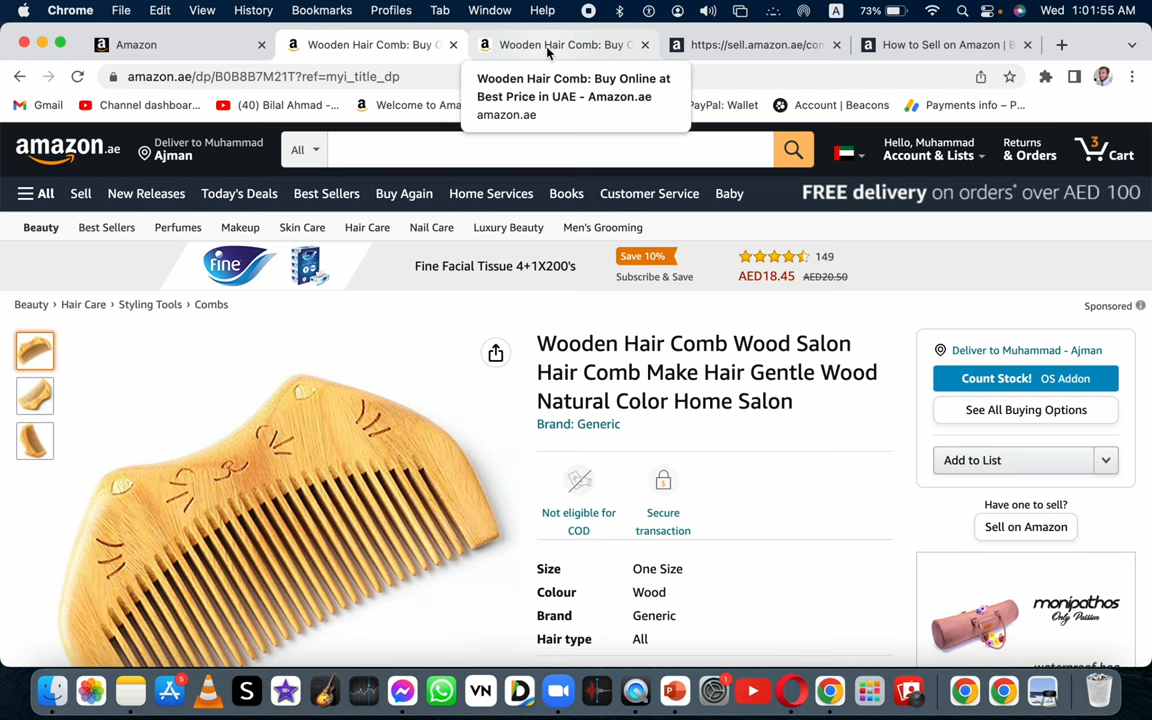 Chrome File Edit View History Bookmarks Profiles Tab Window Help A 73% Wed 1:01:55 AM
Amazon Wooden Hair Comb: Buy O Wooden Hair Comb: Buy O https://sell.amazon.ae/con How to Sell on Amazon | B
amazon.ae/dp/B0B8B7M21T?ref=myi_title_dp
Wooden Hair Comb: Buy Online at
Best Price in UAE - Amazon.ae
amazon.ae
Gmail Channel dashboar... (40) Bilal Ahmad -... Welcome to Ama PayPal: Wallet Account | Beacons Payments info – P...
amazon.ae
Deliver to Muhammad
Ajman
All
Hello, Muhammad
Account & Lists
Returns
& Orders
3
Cart
All Sell New Releases Today's Deals Best Sellers Buy Again Home Services Books Customer Service Baby FREE delivery on orders* over AED 100
Beauty Best Sellers Perfumes Makeup Hair Care Skin Care Nail Care Luxury Beauty Men's Grooming
Fine
Fine Facial Tissue 4+1X200's
Save 10%
Subscribe & Save
149
AED18.45 AED20.50
Beauty › Hair Care › Styling Tools › Combs
Sponsored
Wooden Hair Comb Wood Salon
Hair Comb Make Hair Gentle Wood
Natural Color Home Salon
Brand: Generic
Not eligible for
COD
Secure
transaction
Size One Size
Colour Wood
Brand Generic
Hair type All
Deliver to Muhammad - Ajman
Count Stock! OS Addon
See All Buying Options
Add to List
Have one to sell?
Sell on Amazon
monipathos
Only Passion
waterproof bag
5
S
VN
D
1